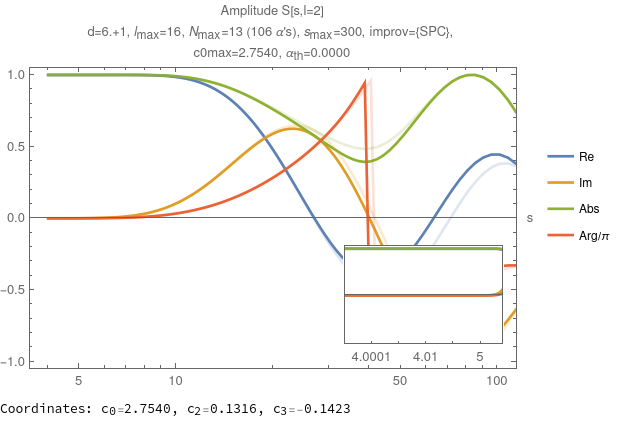 Amplitude S[s,l=2]
d=6.+1, lmax=16, Nmax=13 (106 α's), smax=300, improv={SPC},
c0max=2.7540, αth=0.0000
1.0
0.5
0.0
-0.5
-1.0
5
10
50
100
s
Re
Im
Abs
Arg/π
4.0001
4.01
5
Coordinates: c0=2.7540, c2=0.1316, c3=-0.1423